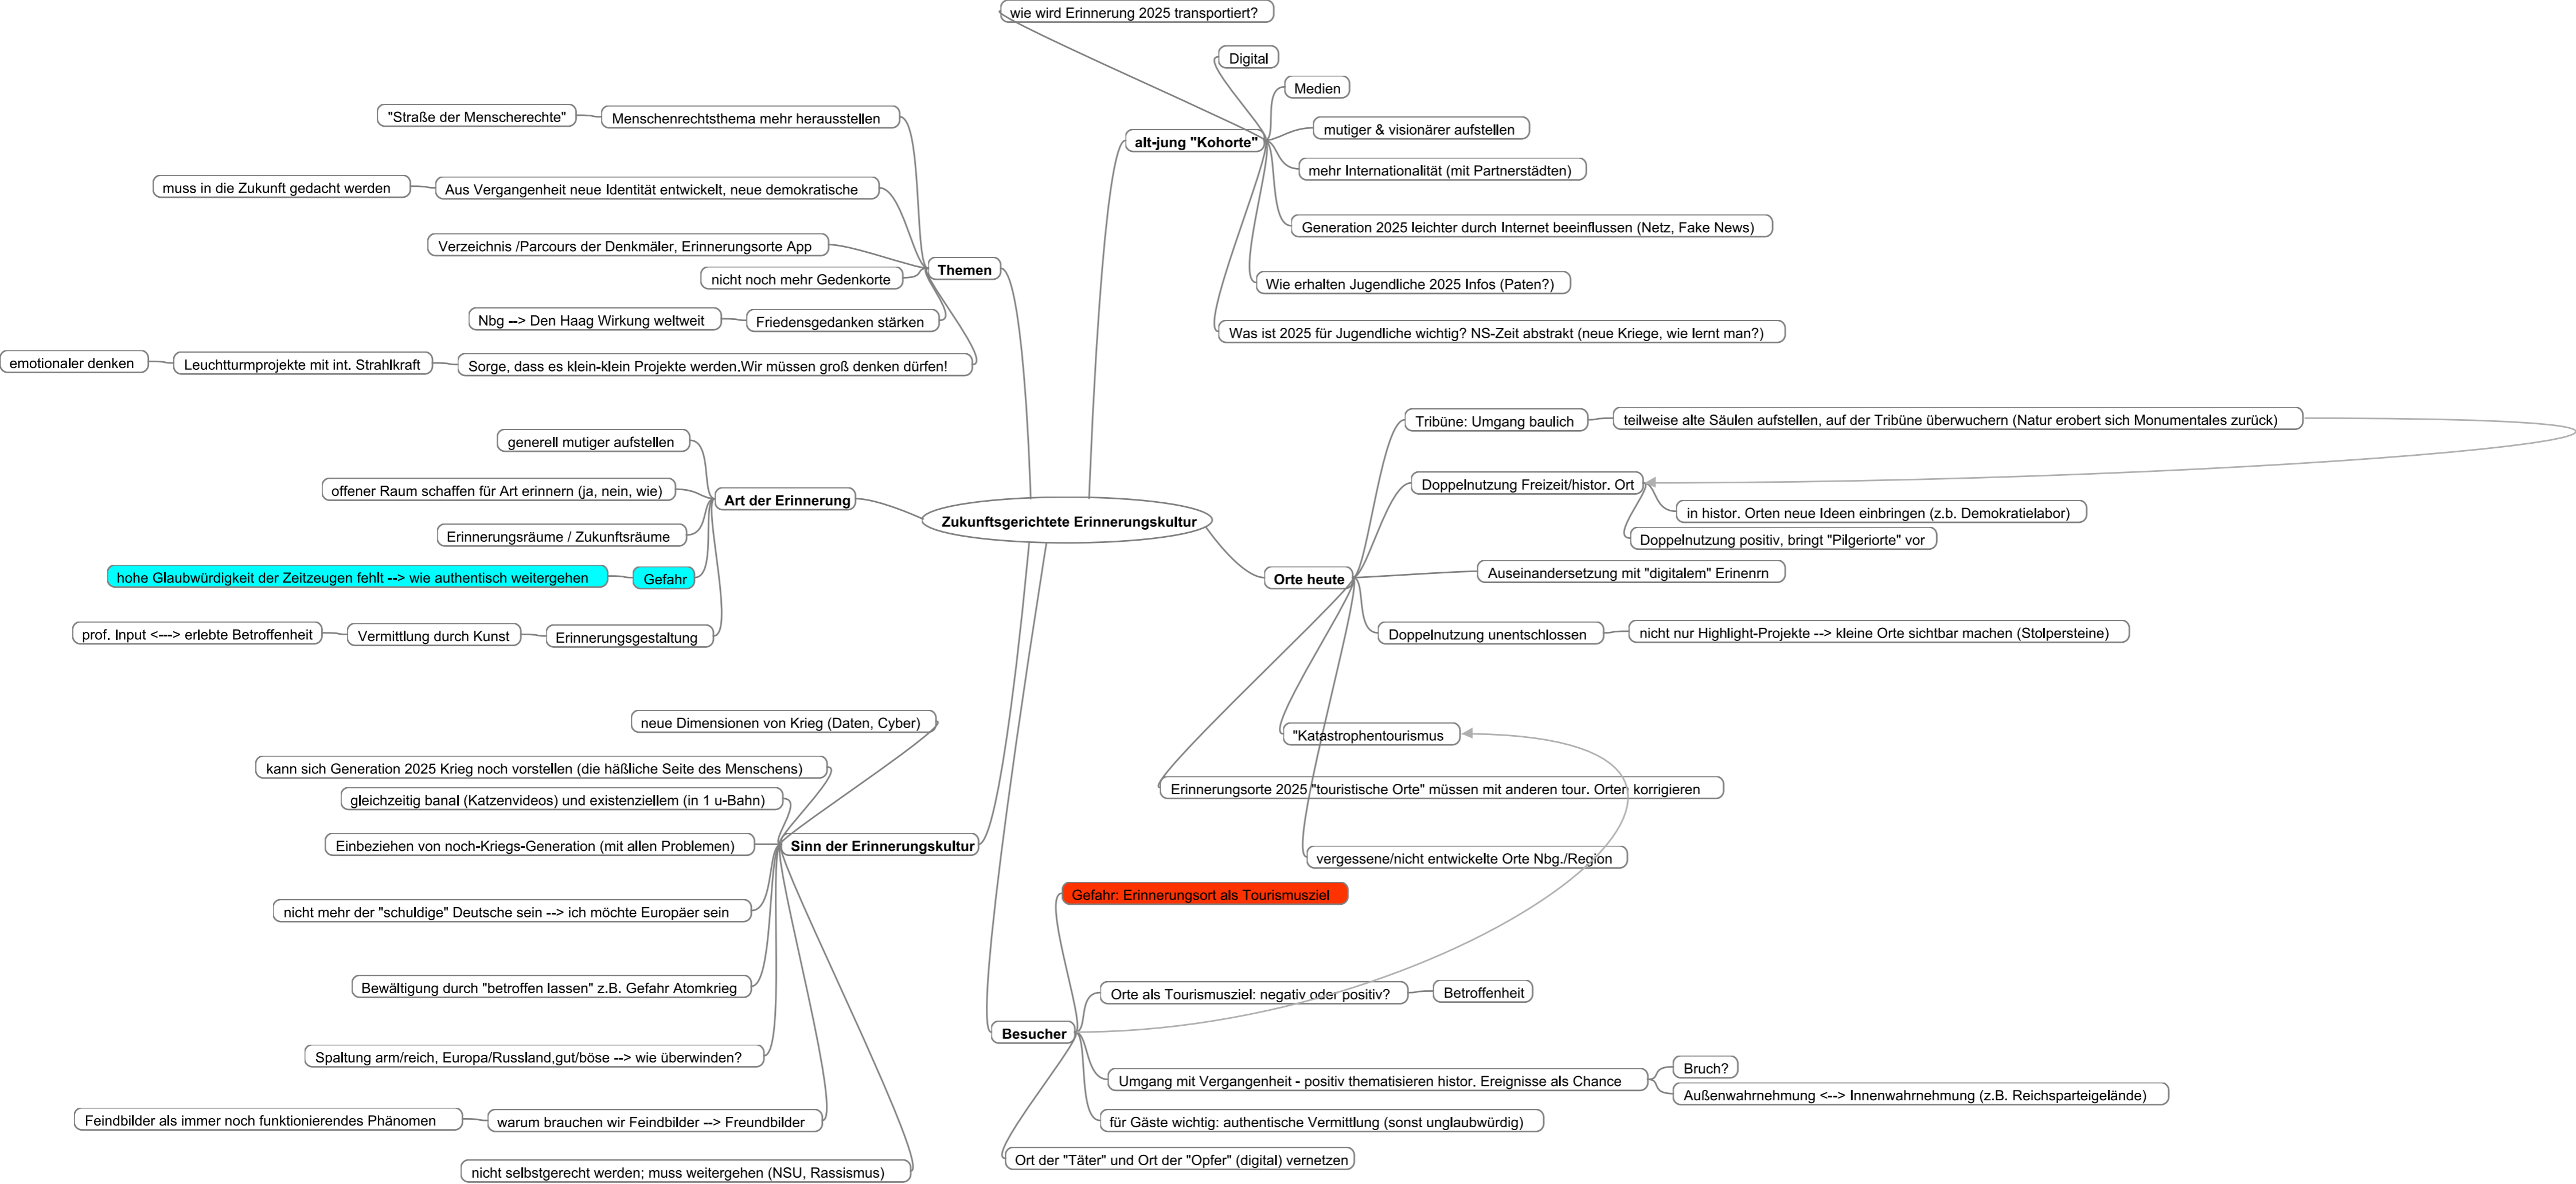 wie wird Erinnerung 2025 transportiert?
Digital
Medien
alt-jung "Kohorte"
mutiger & visionärer aufstellen
mehr Internationalität (mit Partnerstädten)
Generation 2025 leichter durch Internet beeinflussen (Netz, Fake News)
Wie erhalten Jugendliche 2025 Infos (Paten?)
Was ist 2025 für Jugendliche wichtig? NS-Zeit abstrakt (neue Kriege, wie lernt man?)
"Straße der Menscherechte"
Menschenrechtsthema mehr herausstellen
muss in die Zukunft gedacht werden
Aus Vergangenheit neue Identität entwickelt, neue demokratische
Verzeichnis /Parcours der Denkmäler, Erinnerungsorte App
Themen
nicht noch mehr Gedenkorte
Nbg --> Den Haag Wirkung weltweit
Friedensgedanken stärken
emotionaler denken
Leuchtturmprojekte mit int. Strahlkraft
Sorge, dass es klein-klein Projekte werden.Wir müssen groß denken dürfen!
generell mutiger aufstellen
offener Raum schaffen für Art erinnern (ja, nein, wie)
Art der Erinnerung
Erinnerungsräume / Zukunftsräume
hohe Glaubwürdigkeit der Zeitzeugen fehlt --> wie authentisch weitergehen
Gefahr
prof. Input <---> erlebte Betroffenheit
Vermittlung durch Kunst
Erinnerungsgestaltung
Zukunftsgerichtete Erinnerungskultur
Tribüne: Umgang baulich
teilweise alte Säulen aufstellen, auf der Tribüne überwuchern (Natur erobert sich Monumentales zurück)
Doppelnutzung Freizeit/histor. Ort
in histor. Orten neue Ideen einbringen (z.b. Demokratielabor)
Doppelnutzung positiv, bringt "Pilgeriorte" vor
Orte heute
Auseinandersetzung mit "digitalem" Erinenrn
Doppelnutzung unentschlossen
nicht nur Highlight-Projekte --> kleine Orte sichtbar machen (Stolpersteine)
"Katastrophentourismus
Erinnerungsorte 2025 "touristische Orte" müssen mit anderen tour. Orten korrigieren
vergessene/nicht entwickelte Orte Nbg./Region
neue Dimensionen von Krieg (Daten, Cyber)
kann sich Generation 2025 Krieg noch vorstellen (die häßliche Seite des Menschens)
gleichzeitig banal (Katzenvideos) und existenziellem (in 1 u-Bahn)
Einbeziehen von noch-Kriegs-Generation (mit allen Problemen)
Sinn der Erinnerungskultur
nicht mehr der "schuldige" Deutsche sein --> ich möchte Europäer sein
Bewältigung durch "betroffen lassen" z.B. Gefahr Atomkrieg
Spaltung arm/reich, Europa/Russland,gut/böse --> wie überwinden?
Feindbilder als immer noch funktionierendes Phänomen
warum brauchen wir Feindbilder --> Freundbilder
nicht selbstgerecht werden; muss weitergehen (NSU, Rassismus)
Gefahr: Erinnerungsort als Tourismusziel
Orte als Tourismusziel: negativ oder positiv?
Betroffenheit
Besucher
Umgang mit Vergangenheit - positiv thematisieren histor. Ereignisse als Chance
Bruch?
Außenwahrnehmung <--> Innenwahrnehmung (z.B. Reichsparteigelände)
für Gäste wichtig: authentische Vermittlung (sonst unglaubwürdig)
Ort der "Täter" und Ort der "Opfer" (digital) vernetzen